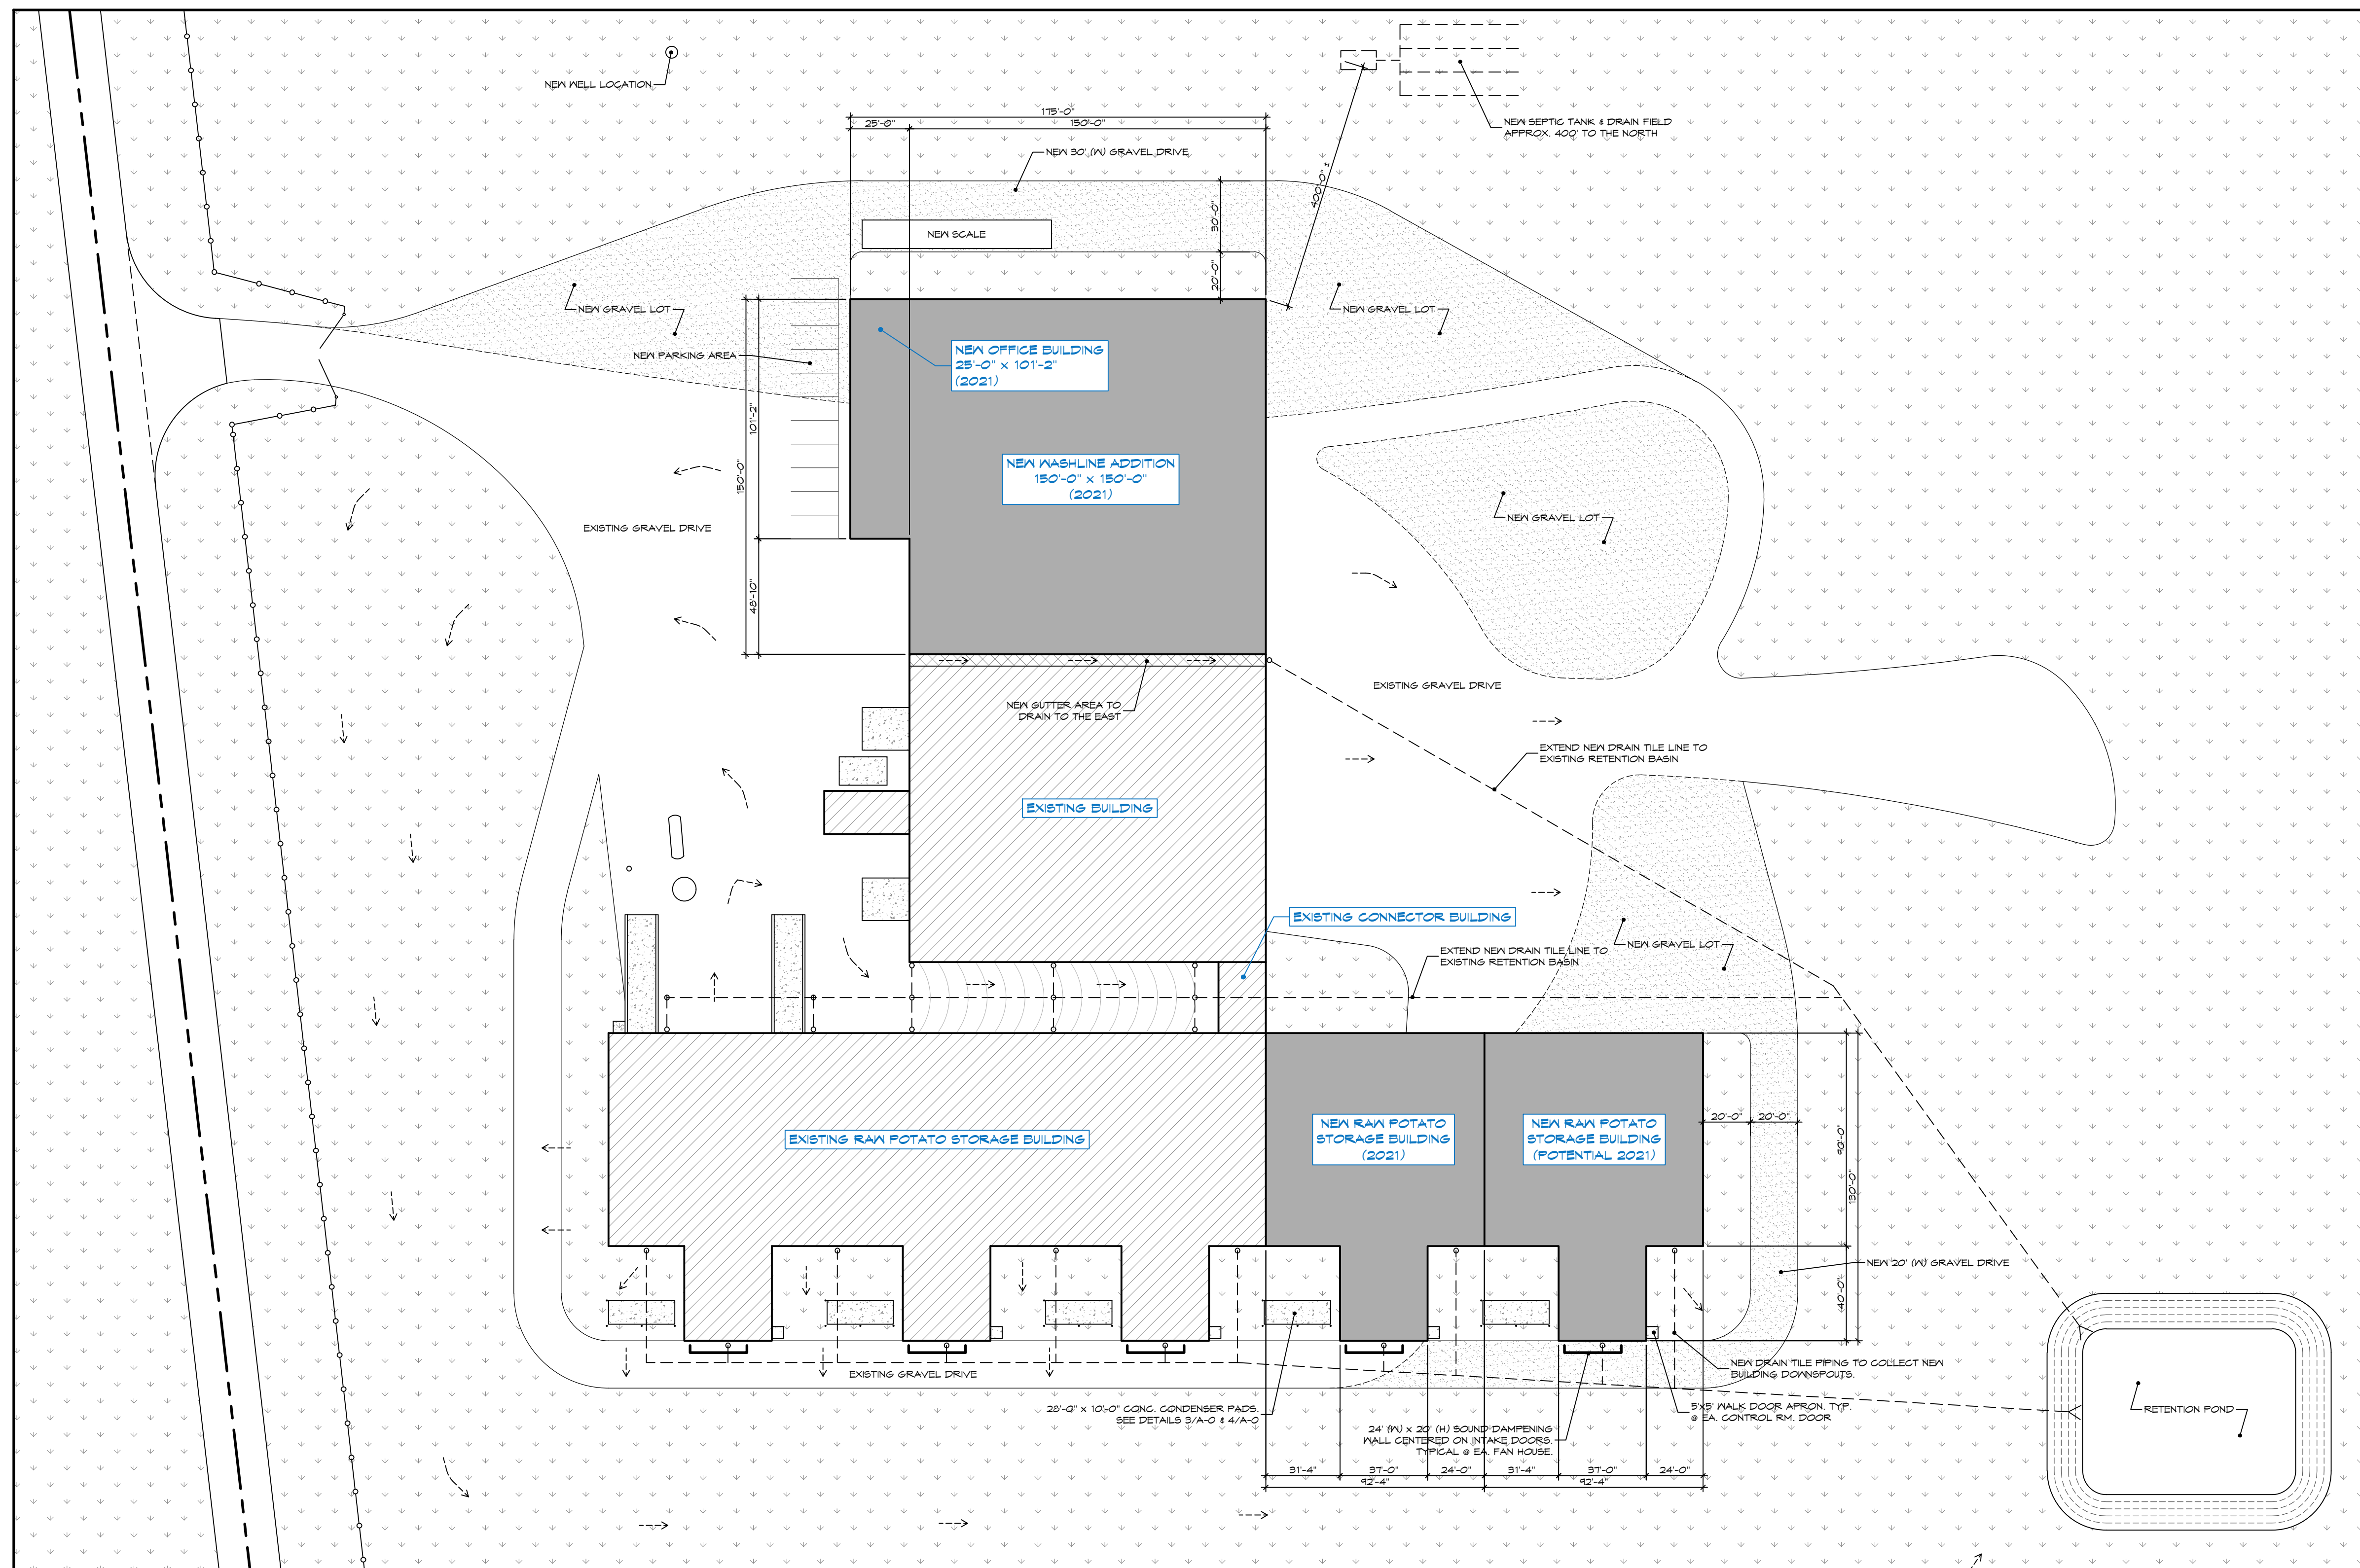 NEW WELL LOCATION
NEW SEPTIC TANK & DRAIN FIELD
APPROX. 400' TO THE NORTH
175'-0"
25'-0"
150'-0"
NEW 30' (W) GRAVEL DRIVE
400'-0" ±
30'-0"
NEW SCALE
20'-0"
NEW GRAVEL LOT
NEW GRAVEL LOT
NEW PARKING AREA
NEW OFFICE BUILDING
25'-0" x 101'-2"
(2021)
101'-2"
150'-0"
NEW WASHLINE ADDITION
150'-0" x 150'-0"
(2021)
NEW GRAVEL LOT
EXISTING GRAVEL DRIVE
48'-10"
EXISTING GRAVEL DRIVE
NEW GUTTER AREA TO
DRAIN TO THE EAST
EXTEND NEW DRAIN TILE LINE TO
EXISTING RETENTION BASIN
EXISTING BUILDING
EXISTING CONNECTOR BUILDING
NEW GRAVEL LOT
EXTEND NEW DRAIN TILE LINE TO
EXISTING RETENTION BASIN
20'-0"
20'-0"
90'-0"
130'-0"
EXISTING RAW POTATO STORAGE BUILDING
NEW RAW POTATO
STORAGE BUILDING
(2021)
NEW RAW POTATO
STORAGE BUILDING
(POTENTIAL 2021)
NEW 20' (W) GRAVEL DRIVE
40'-0"
NEW DRAIN TILE PIPING TO COLLECT NEW
BUILDING DOWNSPOUTS.
EXISTING GRAVEL DRIVE
28'-0" x 10'-0" CONC. CONDENSER PADS.
SEE DETAILS 3/A-0 & 4/A-0
5'x5' WALK DOOR APRON. TYP.
@ EA. CONTROL RM. DOOR
RETENTION POND
24' (W) x 20' (H) SOUND DAMPENING
WALL CENTERED ON INTAKE DOORS.
TYPICAL @ EA. FAN HOUSE.
31'-4"
37'-0"
24'-0"
31'-4"
37'-0"
24'-0"
92'-4"
92'-4"